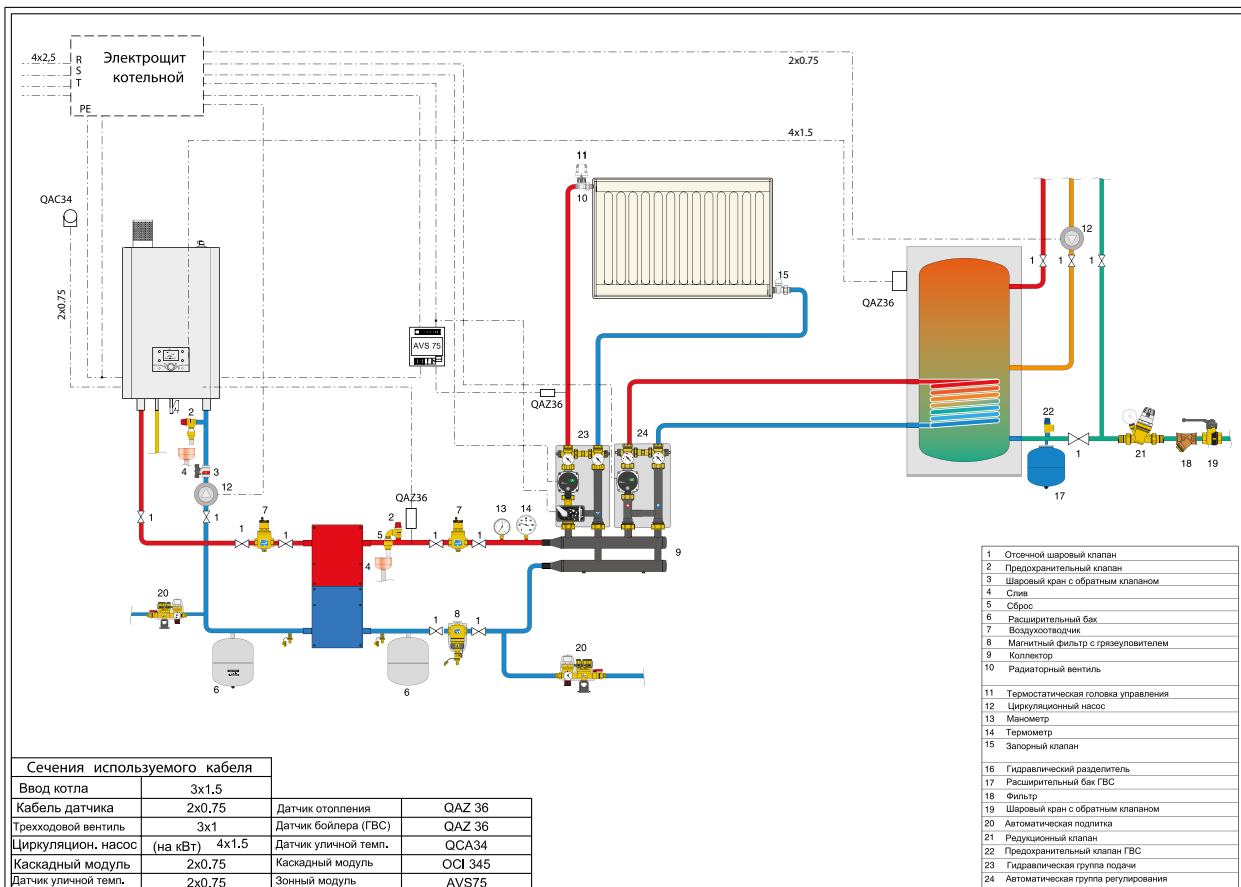 Электрощит
котельной
4x2,5
R
S
T
PE
2x0.75
4x1.5
QAC34
2x0.75
11
10
15
12
1
1
1
QAZ36
AVS 75
QAZ36
23
24
2
4
3
12
1
1
7
1
1
QAZ36
2
5
4
7
1
1
13
14
9
22
1
17
21
18
19
20
6
6
1
8
1
20
1 Отсечной шаровый клапан
2 Предохранительный клапан
3 Шаровый кран с обратным клапаном
4 Слив
5 Сброс
6 Расширительный бак
7 Воздухоотводчик
8 Магнитный фильтр с грязеуловителем
9 Коллектор
10 Радиаторный вентиль
11 Термостатическая головка управления
12 Циркуляционный насос
13 Манометр
14 Термометр
15 Запорный клапан
16 Гидравлический разделитель
17 Расширительный бак ГВС
18 Фильтр
19 Шаровый кран с обратным клапаном
20 Автоматическая подпитка
21 Редукционный клапан
22 Предохранительный клапан ГВС
23 Гидравлическая группа подачи
24 Автоматическая группа регулирования
Сечения используемого кабеля
Ввод котла 3x1.5
Кабель датчика 2x0.75 Датчик отопления QAZ 36
Трехходовой вентиль 3x1 Датчик бойлера (ГВС) QAZ 36
Циркуляцион. насос (на кВт) 4x1.5 Датчик уличной темп. QCA34
Каскадный модуль 2x0.75 Каскадный модуль OCI 345
Датчик уличной темп. 2x0.75 Зонный модуль AVS75